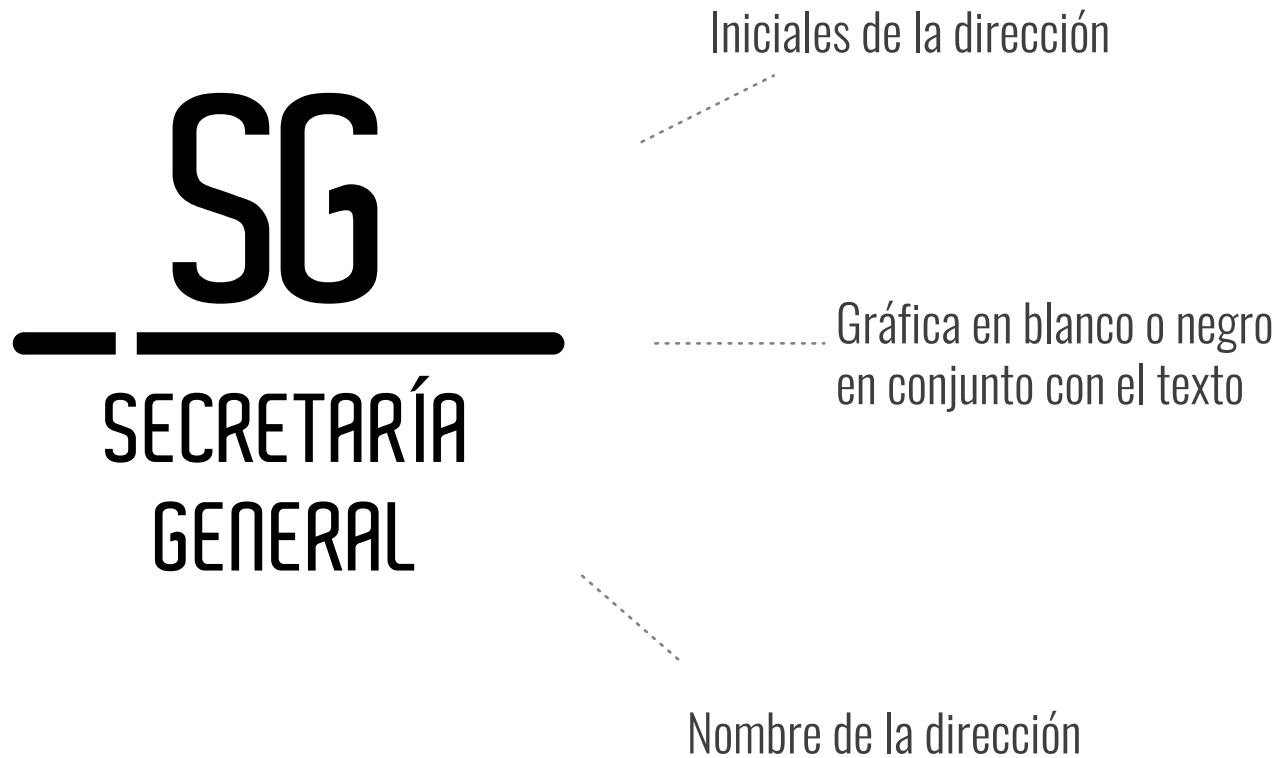 Iniciales de la dirección
SG
Gráfica en blanco o negro
en conjunto con el texto
SECRETARÍA
GENERAL
Nombre de la dirección